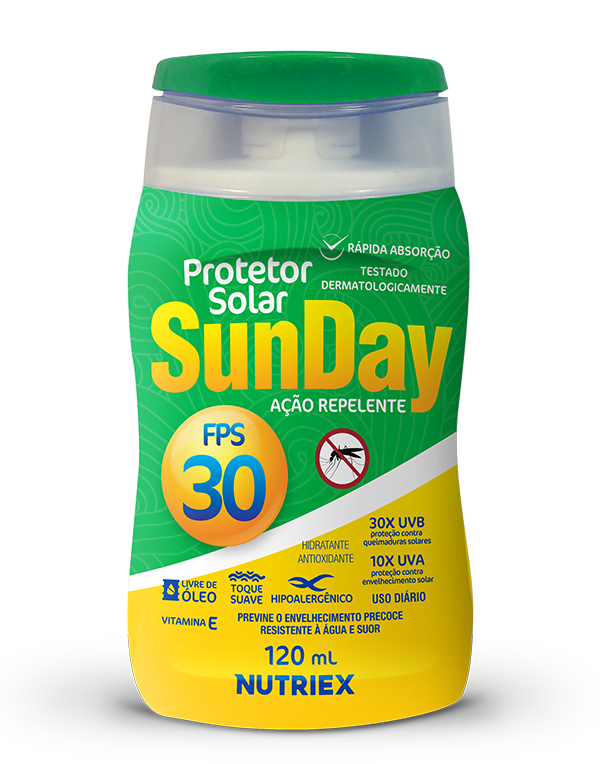 RÁPIDA ABSORÇÃO
TESTADO
DERMATOLOGICAMENTE
Protetor
Solar
SunDay
AÇÃO REPELENTE
FPS
30
30X UVB
proteção contra
queimaduras solares
HIDRATANTE
ANTIOXIDANTE
10X UVA
proteção contra
envelhecimento solar
LIVRE DE
ÓLEO
TOQUE
SUAVE
HIPOALERGÊNICO
USO DIÁRIO
VITAMINA E
PREVINE O ENVELHECIMENTO PRECOCE
RESISTENTE À ÁGUA E SUOR
120 mL
NUTRIEX